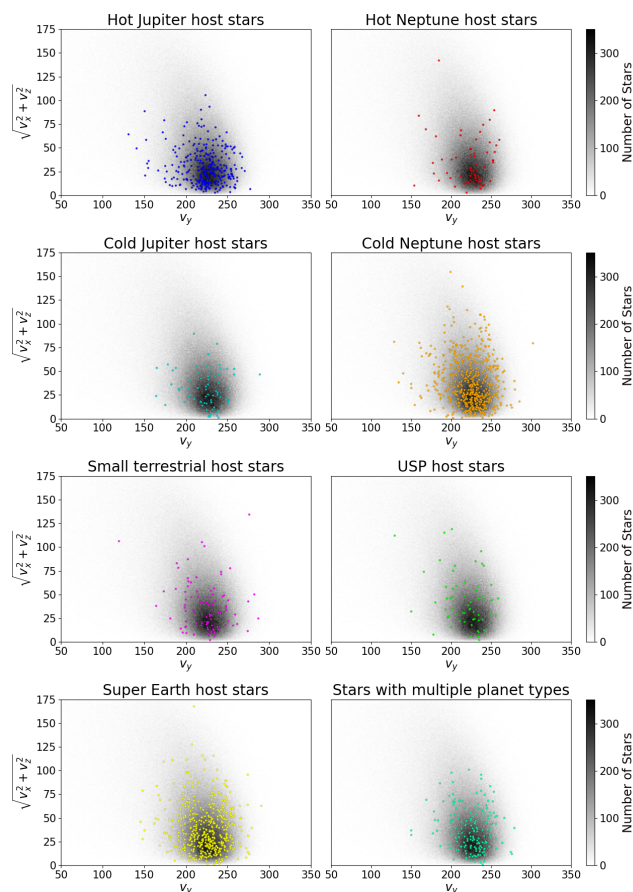 Hot Jupiter host stars Hot Neptune host stars
175
150
125
100
75
50
25
0
√v_x^2 + v_z^2
50 100 150 200 250 300 350 50 100 150 200 250 300 350
v_y v_y
300
200
100
0
Number of Stars
Cold Jupiter host stars Cold Neptune host stars
175
150
125
100
75
50
25
0
√v_x^2 + v_z^2
50 100 150 200 250 300 350 50 100 150 200 250 300 350
v_y v_y
300
200
100
0
Number of Stars
Small terrestrial host stars USP host stars
175
150
125
100
75
50
25
0
√v_x^2 + v_z^2
50 100 150 200 250 300 350 50 100 150 200 250 300 350
v_y v_y
300
200
100
0
Number of Stars
Super Earth host stars Stars with multiple planet types
175
150
125
100
75
50
25
0
√v_x^2 + v_z^2
50 100 150 200 250 300 350 50 100 150 200 250 300 350
v_y v_y
300
200
100
0
Number of Stars